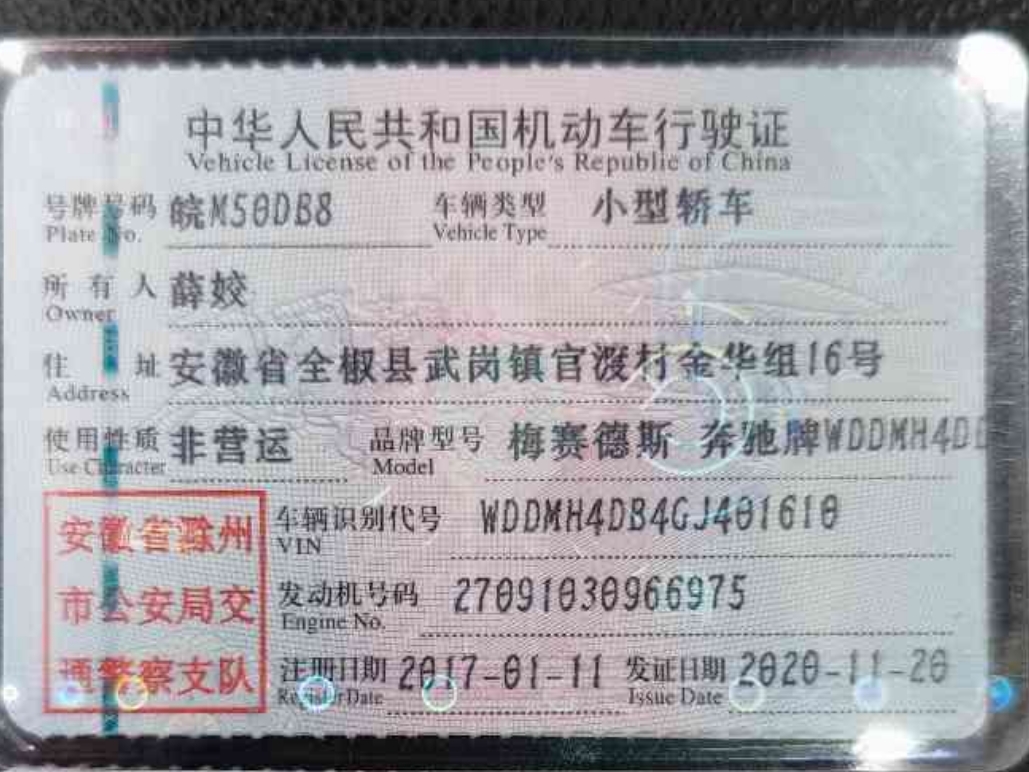 中华人民共和国机动车行驶证
Vehicle License of the People's Republic of China
号牌号码 皖M50DB8 车辆类型 小型轿车
Plate No. Vehicle Type
所有人 薛姣
Owner
住址 安徽省全椒县武岗镇官渡村金华组16号
Address
使用性质 非营运 品牌型号 梅赛德斯 奔驰牌WDDMH4DB
Use Character Model
安徽省滁州 车辆识别代号 WDDMH4DB4GJ401610
VIN
市公安局交 发动机号码 27091030966975
Engine No.
通警察支队 注册日期 2017-01-11 发证日期 2020-11-20
Register Date Issue Date